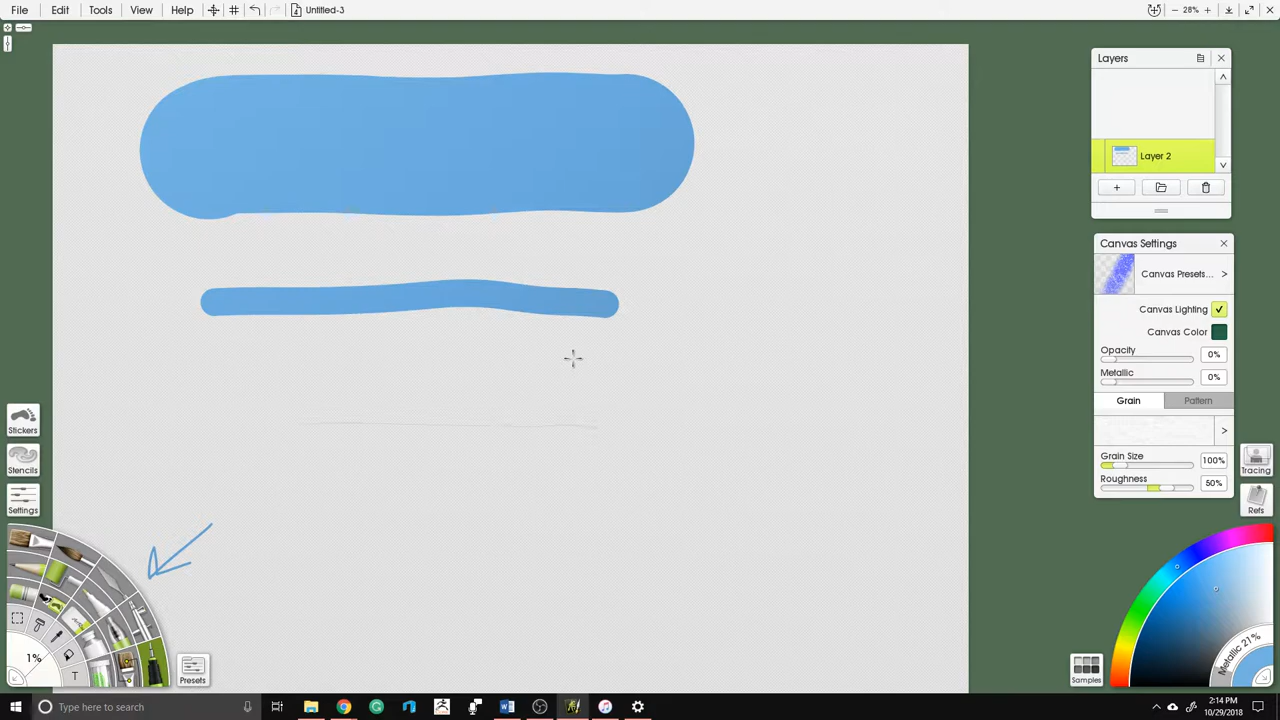 File Edit Tools View Help Untitled-3 28%
Layers
Layer 2
Canvas Settings
Canvas Presets...
Canvas Lighting
Canvas Color
Opacity
0%
Metallic
0%
Grain Pattern
Grain Size
100%
Roughness
50%
Stickers
Stencils
Settings
Tracing
Refs
1%
T
Presets
Samples
Metallic 21%
Type here to search
2:14 PM
10/29/2018